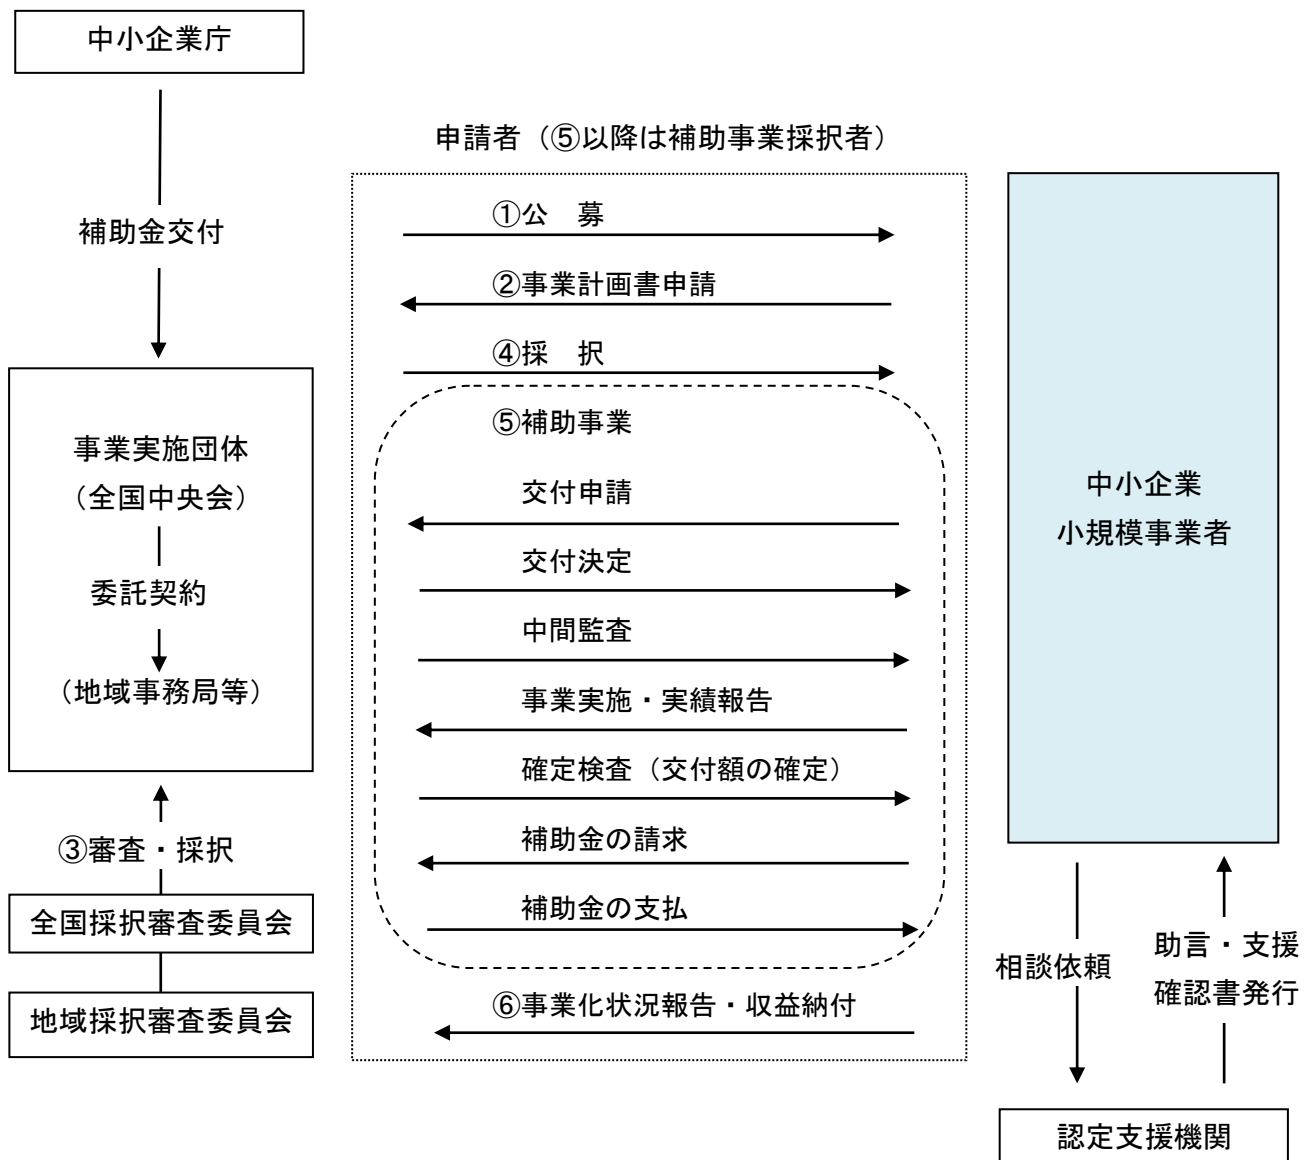 中小企業庁
補助金交付
事業実施団体
（全国中央会）
委託契約
（地域事務局等）
③審査・採択
全国採択審査委員会
地域採択審査委員会
申請者（⑤以降は補助事業採択者）
①公　募
②事業計画書申請
④採　択
⑤補助事業
交付申請
交付決定
中間監査
事業実施・実績報告
確定検査（交付額の確定）
補助金の請求
補助金の支払
⑥事業化状況報告・収益納付
中小企業
小規模事業者
相談依頼
助言・支援
確認書発行
認定支援機関